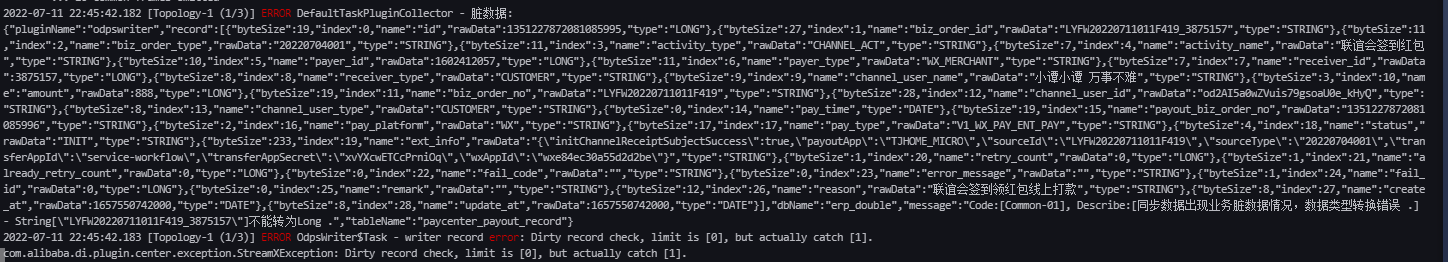 2022-07-11 22:45:42.182 [Topology-1 (1/3)] ERROR DefaultTaskPluginCollector - 脏数据:
{"pluginName":"odpswriter","record":[{"byteSize":19,"index":0,"name":"id","rawData":1351227872081085995,"type":"LONG"},{"byteSize":27,"index":1,"name":"biz_order_id","rawData":"LYFW20220711011F419_3875157","type":"STRING"},{"byteSize":11
,"index":2,"name":"biz_order_type","rawData":"20220704001","type":"STRING"},{"byteSize":11,"index":3,"name":"activity_type","rawData":"CHANNEL_ACT","type":"STRING"},{"byteSize":7,"index":4,"name":"activity_name","rawData":"联谊会签到红包
","type":"STRING"},{"byteSize":10,"index":5,"name":"payer_id","rawData":1602412057,"type":"LONG"},{"byteSize":11,"index":6,"name":"payer_type","rawData":"WX_MERCHANT","type":"STRING"},{"byteSize":7,"index":7,"name":"receiver_id","rawData
":3875157,"type":"LONG"},{"byteSize":8,"index":8,"name":"receiver_type","rawData":"CUSTOMER","type":"STRING"},{"byteSize":9,"index":9,"name":"channel_user_name","rawData":"小谭小谭 万事不难","type":"STRING"},{"byteSize":3,"index":10,"nam
e":"amount","rawData":888,"type":"LONG"},{"byteSize":19,"index":11,"name":"biz_order_no","rawData":"LYFW20220711011F419","type":"STRING"},{"byteSize":28,"index":12,"name":"channel_user_id","rawData":"od2AI5a0wZVuis79gsoaU0e_kHyQ","type":
"STRING"},{"byteSize":8,"index":13,"name":"channel_user_type","rawData":"CUSTOMER","type":"STRING"},{"byteSize":0,"index":14,"name":"pay_time","type":"DATE"},{"byteSize":19,"index":15,"name":"payout_biz_order_no","rawData":"1351227872081
085996","type":"STRING"},{"byteSize":2,"index":16,"name":"pay_platform","rawData":"WX","type":"STRING"},{"byteSize":17,"index":17,"name":"pay_type","rawData":"V1_WX_PAY_ENT_PAY","type":"STRING"},{"byteSize":4,"index":18,"name":"status","
rawData":"INIT","type":"STRING"},{"byteSize":233,"index":19,"name":"ext_info","rawData":"{\"initChannelReceiptSubjectSuccess\":true,\"payoutApp\":\"TJHOME_MICRO\",\"sourceId\":\"LYFW20220711011F419\",\"sourceType\":\"20220704001\",\"tran
sferAppId\":\"service-workflow\",\"transferAppSecret\":\"xvYXcwETCcPrniOq\",\"wxAppId\":\"wxe84ec30a55d2d2be\"}","type":"STRING"},{"byteSize":1,"index":20,"name":"retry_count","rawData":0,"type":"LONG"},{"byteSize":1,"index":21,"name":"a
lready_retry_count","rawData":0,"type":"LONG"},{"byteSize":0,"index":22,"name":"fail_code","rawData":"","type":"STRING"},{"byteSize":0,"index":23,"name":"error_message","rawData":"","type":"STRING"},{"byteSize":1,"index":24,"name":"fail_
id","rawData":0,"type":"LONG"},{"byteSize":0,"index":25,"name":"remark","rawData":"","type":"STRING"},{"byteSize":12,"index":26,"name":"reason","rawData":"联谊会签到领红包线上打款","type":"STRING"},{"byteSize":8,"index":27,"name":"create
_at","rawData":1657550742000,"type":"DATE"},{"byteSize":8,"index":28,"name":"update_at","rawData":1657550742000,"type":"DATE"}],"dbName":"erp_double","message":"Code:[Common-01], Describe:[同步数据出现业务脏数据情况，数据类型转换错误 .]
- String[\"LYFW20220711011F419_3875157\"]不能转为Long .","tableName":"paycenter_payout_record"}
2022-07-11 22:45:42.183 [Topology-1 (1/3)] ERROR OdpsWriter$Task - writer record error: Dirty record check, limit is [0], but actually catch [1].
com.alibaba.di.plugin.center.exception.StreamXException: Dirty record check, limit is [0], but actually catch [1].